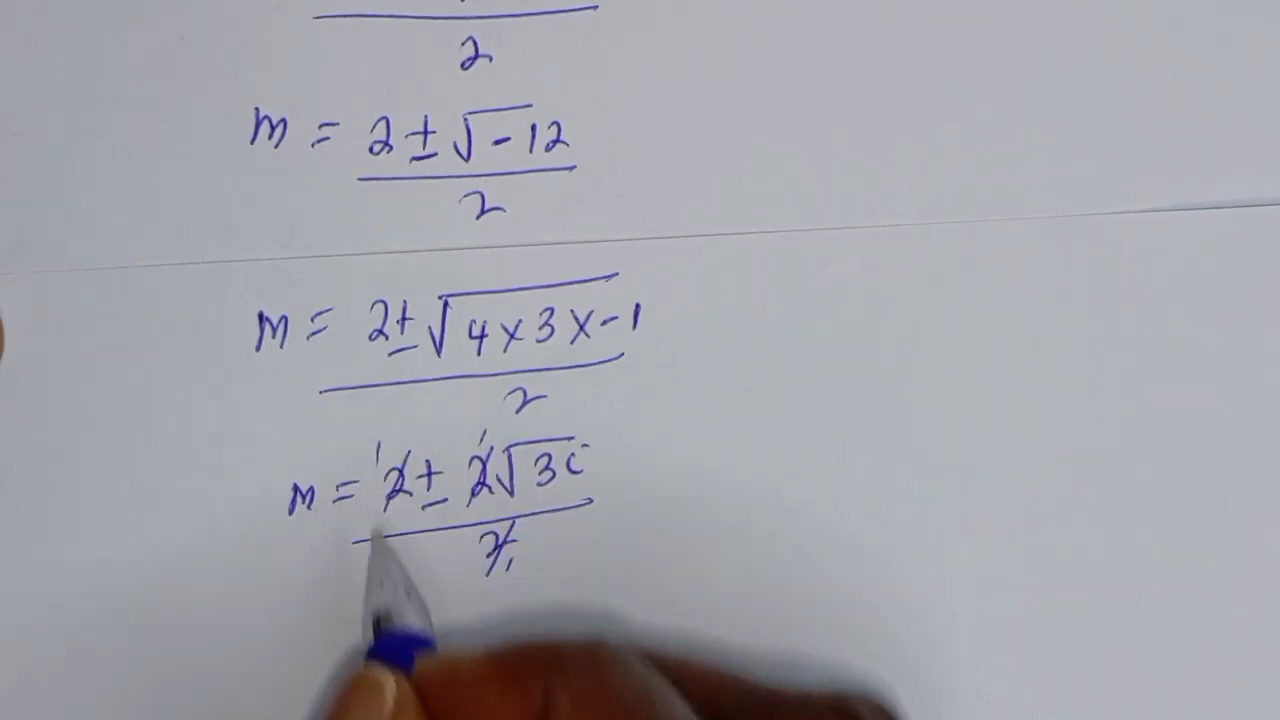 2
m = 2 ± √-12
2
m = 2 ± √4 x 3 x -1
2
m = 2 ± 2√3i
2